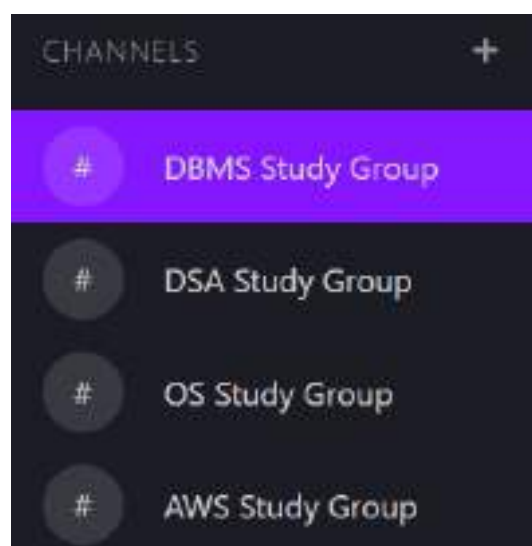 CHANNELS +
# DBMS Study Group
# DSA Study Group
# OS Study Group
# AWS Study Group